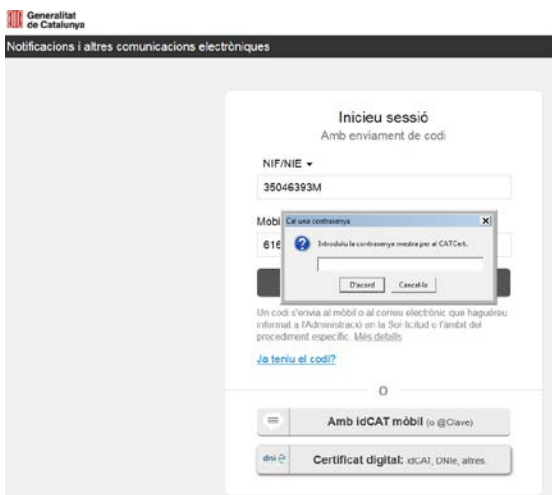 Generalitat
de Catalunya
Notificacions i altres comunicacions electròniques
Inicieu sessió
Amb enviament de codi
NIF/NIE
35046393M
Mòbi
616
Cal una contrasenya
Introduïu la contrasenya mestra per al CATCert.
D'acord Cancel·la
Un codi s'envia al mòbil o al correu electrònic que haguéreu
informat a l'Administració en la Sol·licitud o l'àmbit del
procediment específic. Més detalls
Ja teniu el codi?
O
Amb idCAT mòbil (o @Clave)
dni e Certificat digital: idCAT, DNIe, altres.